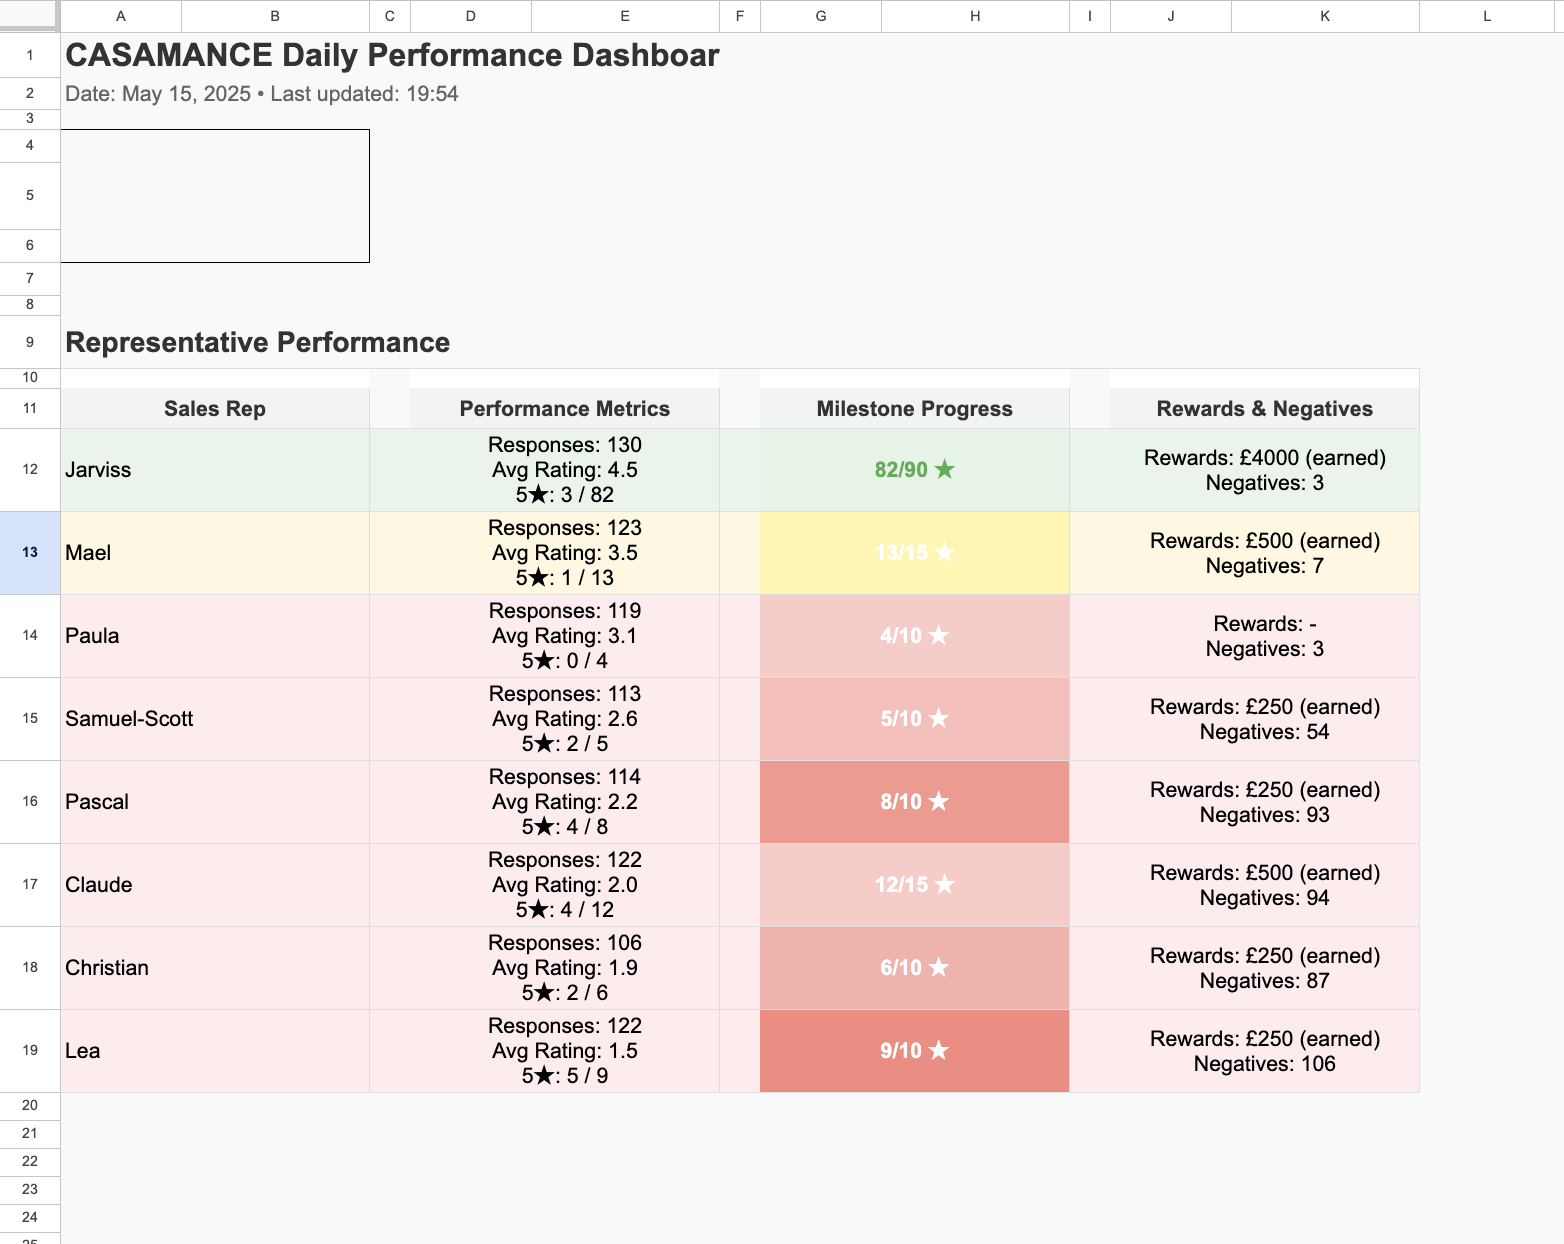 A B C D E F G H I J K L
1 CASAMANCE Daily Performance Dashboar
2 Date: May 15, 2025 • Last updated: 19:54
3
4
5
6
7
8
9 Representative Performance
10
11 Sales Rep Performance Metrics Milestone Progress Rewards & Negatives
12 Jarviss
Responses: 130
Avg Rating: 4.5
5★: 3 / 82
82/90 ★
Rewards: £4000 (earned)
Negatives: 3
13 Mael
Responses: 123
Avg Rating: 3.5
5★: 1 / 13
13/15 ★
Rewards: £500 (earned)
Negatives: 7
14 Paula
Responses: 119
Avg Rating: 3.1
5★: 0 / 4
4/10 ★
Rewards: -
Negatives: 3
15 Samuel-Scott
Responses: 113
Avg Rating: 2.6
5★: 2 / 5
5/10 ★
Rewards: £250 (earned)
Negatives: 54
16 Pascal
Responses: 114
Avg Rating: 2.2
5★: 4 / 8
8/10 ★
Rewards: £250 (earned)
Negatives: 93
17 Claude
Responses: 122
Avg Rating: 2.0
5★: 4 / 12
12/15 ★
Rewards: £500 (earned)
Negatives: 94
18 Christian
Responses: 106
Avg Rating: 1.9
5★: 2 / 6
6/10 ★
Rewards: £250 (earned)
Negatives: 87
19 Lea
Responses: 122
Avg Rating: 1.5
5★: 5 / 9
9/10 ★
Rewards: £250 (earned)
Negatives: 106
20
21
22
23
24
25